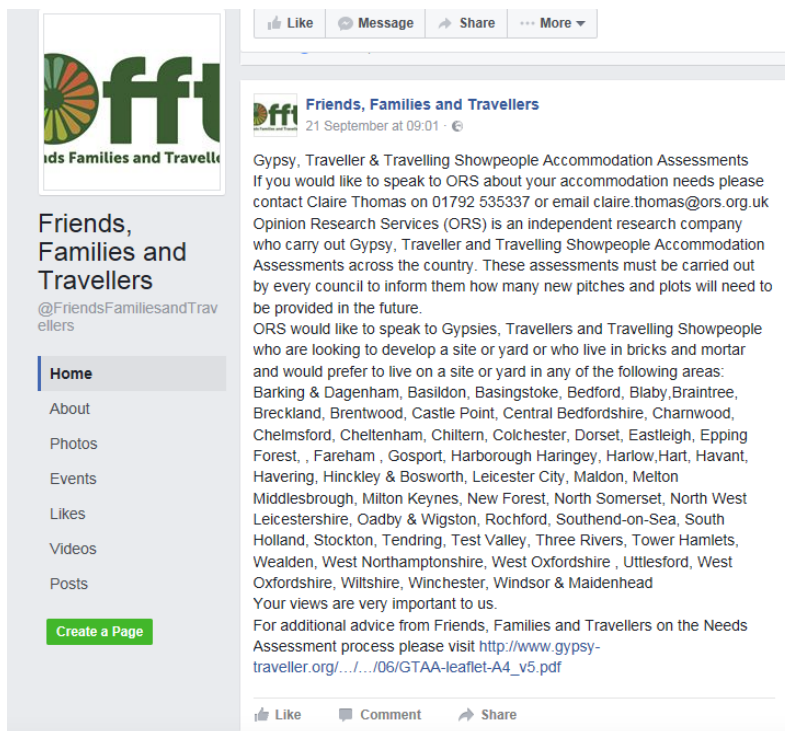 Like Message Share ··· More
fft
ds Families and Travelle
Friends,
Families and
Travellers
@FriendsFamiliesandTrav
ellers
Home
About
Photos
Events
Likes
Videos
Posts
Create a Page
fft
Friends, Families and Travellers
21 September at 09:01 ·
Gypsy, Traveller & Travelling Showpeople Accommodation Assessments
If you would like to speak to ORS about your accommodation needs please
contact Claire Thomas on 01792 535337 or email claire.thomas@ors.org.uk
Opinion Research Services (ORS) is an independent research company
who carry out Gypsy, Traveller and Travelling Showpeople Accommodation
Assessments across the country. These assessments must be carried out
by every council to inform them how many new pitches and plots will need to
be provided in the future.
ORS would like to speak to Gypsies, Travellers and Travelling Showpeople
who are looking to develop a site or yard or who live in bricks and mortar
and would prefer to live on a site or yard in any of the following areas:
Barking & Dagenham, Basildon, Basingstoke, Bedford, Blaby,Braintree,
Breckland, Brentwood, Castle Point, Central Bedfordshire, Charnwood,
Chelmsford, Cheltenham, Chiltern, Colchester, Dorset, Eastleigh, Epping
Forest, , Fareham , Gosport, Harborough Haringey, Harlow,Hart, Havant,
Havering, Hinckley & Bosworth, Leicester City, Maldon, Melton
Middlesbrough, Milton Keynes, New Forest, North Somerset, North West
Leicestershire, Oadby & Wigston, Rochford, Southend-on-Sea, South
Holland, Stockton, Tendring, Test Valley, Three Rivers, Tower Hamlets,
Wealden, West Northamptonshire, West Oxfordshire , Uttlesford, West
Oxfordshire, Wiltshire, Winchester, Windsor & Maidenhead
Your views are very important to us.
For additional advice from Friends, Families and Travellers on the Needs
Assessment process please visit http://www.gypsy-
traveller.org/.../.../06/GTAA-leaflet-A4_v5.pdf
Like Comment Share